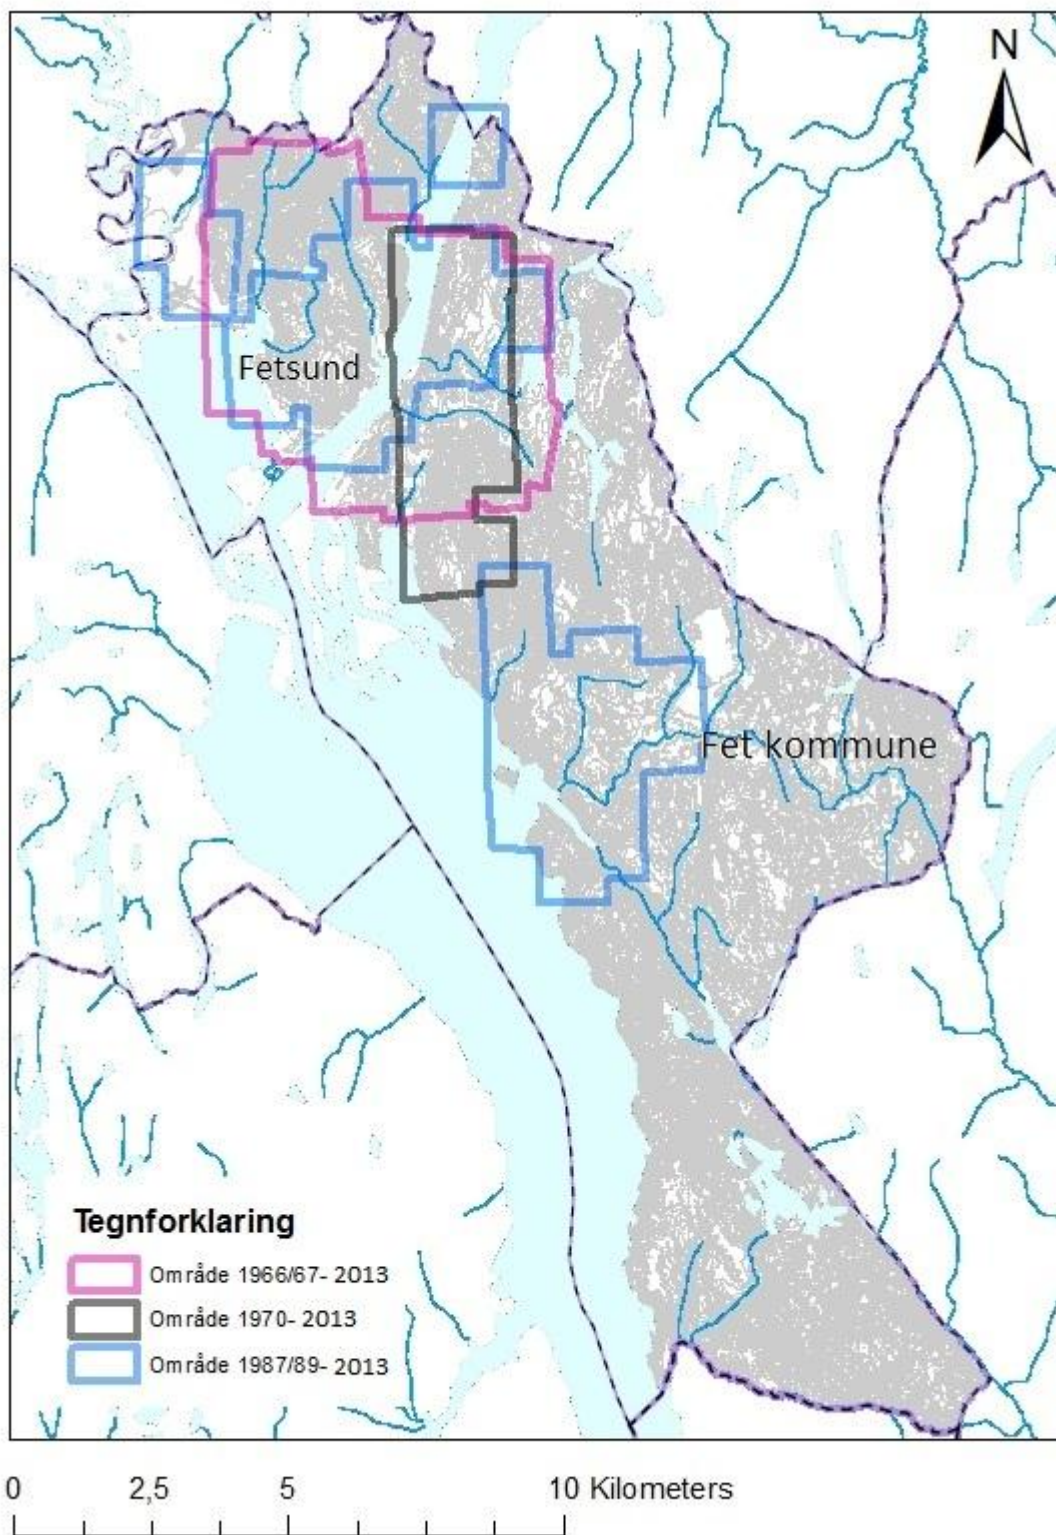 N
Fetsund
Fet kommune
Tegnforklaring
Område 1966/67- 2013
Område 1970- 2013
Område 1987/89- 2013
0 2,5 5 10 Kilometers